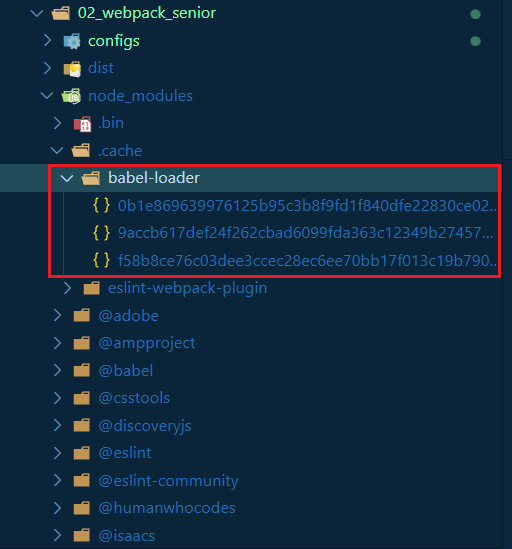 02_webpack_senior
configs
dist
node_modules
.bin
.cache
babel-loader
{ } 0b1e869639976125b95c3b8f9fd1f840dfe22830ce02...
{ } 9accb617def24f262cbad6099fda363c12349b27457...
{ } f58b8ce76c03dee3ccec28ec6ee70bb17f013c19b790...
eslint-webpack-plugin
@adobe
@ampproject
@babel
@csstools
@discoveryjs
@eslint
@eslint-community
@humanwhocodes
@isaacs